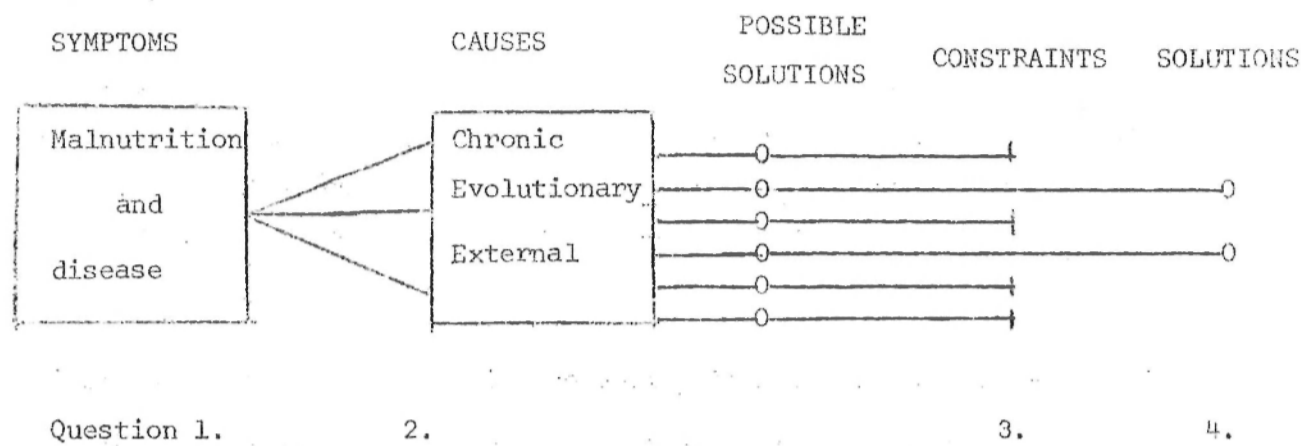 SYMPTOMS CAUSES POSSIBLE SOLUTIONS CONSTRAINTS SOLUTIONS
Malnutrition
and
disease
Chronic
Evolutionary
External
Question 1. 2. 3. 4.